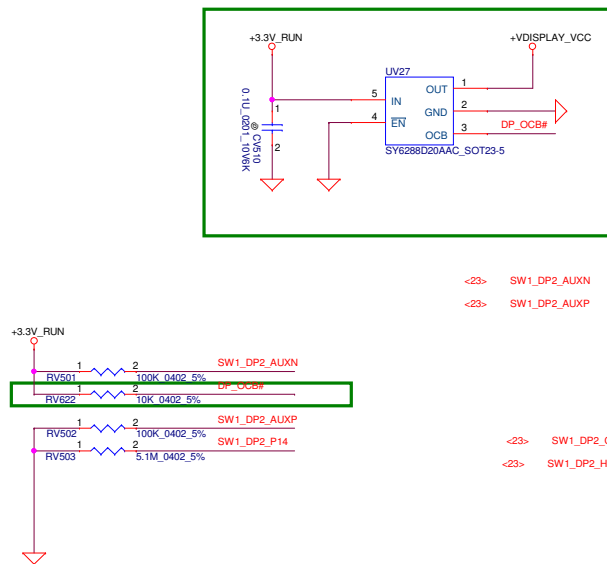 +3.3V_RUN
+VDISPLAY_VCC
UV27
OUT 1
5 IN
GND 2
4 EN
OCB 3 DP_OCB#
SY6288D20AAC_SOT23-5
0.1U_0201_10V6K
1
@ CV510
2
<23> SW1_DP2_AUXN
<23> SW1_DP2_AUXP
+3.3V_RUN
1 2 SW1_DP2_AUXN
RV501 100K_0402_5%
1 2 DP_OCB#
RV622 10K_0402_5%
1 2 SW1_DP2_AUXP
RV502 100K_0402_5%
1 2 SW1_DP2_P14
RV503 5.1M_0402_5%
<23> SW1_DP2_
<23> SW1_DP2_H